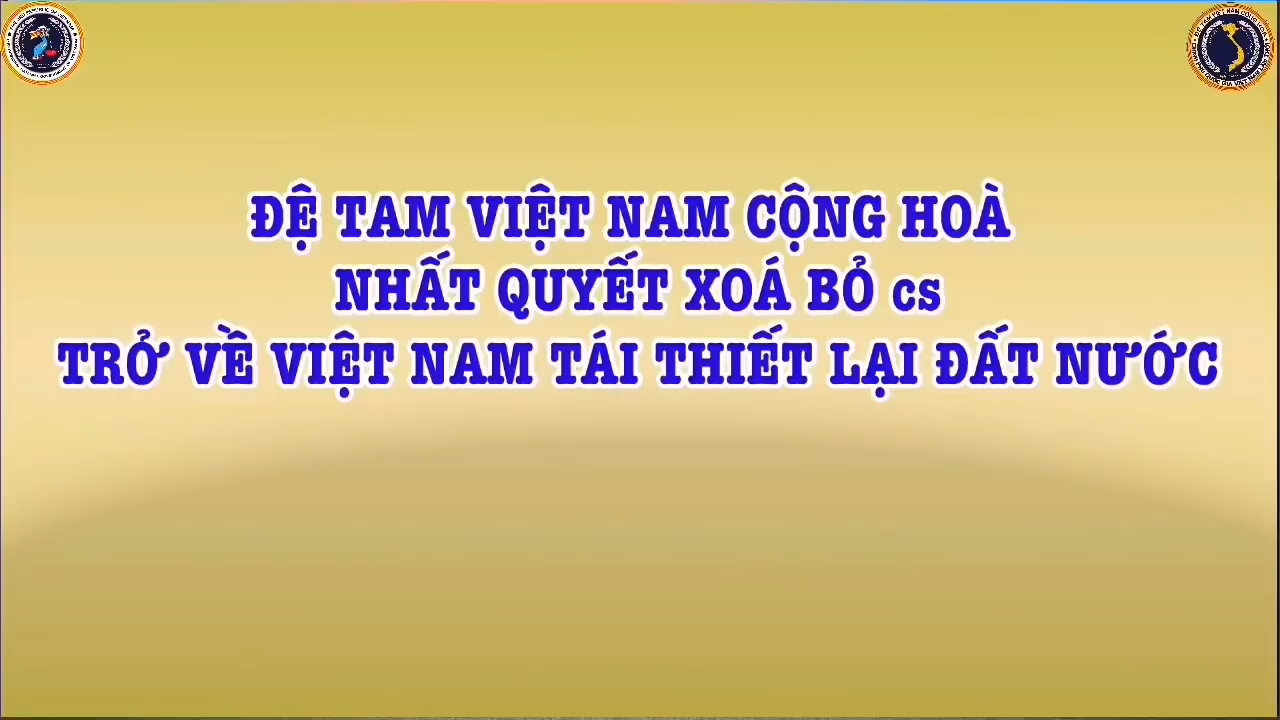 ĐỆ TAM VIỆT NAM CỘNG HOÀ
NHẤT QUYẾT XOÁ BỎ cs
TRỞ VỀ VIỆT NAM TÁI THIẾT LẠI ĐẤT NƯỚC